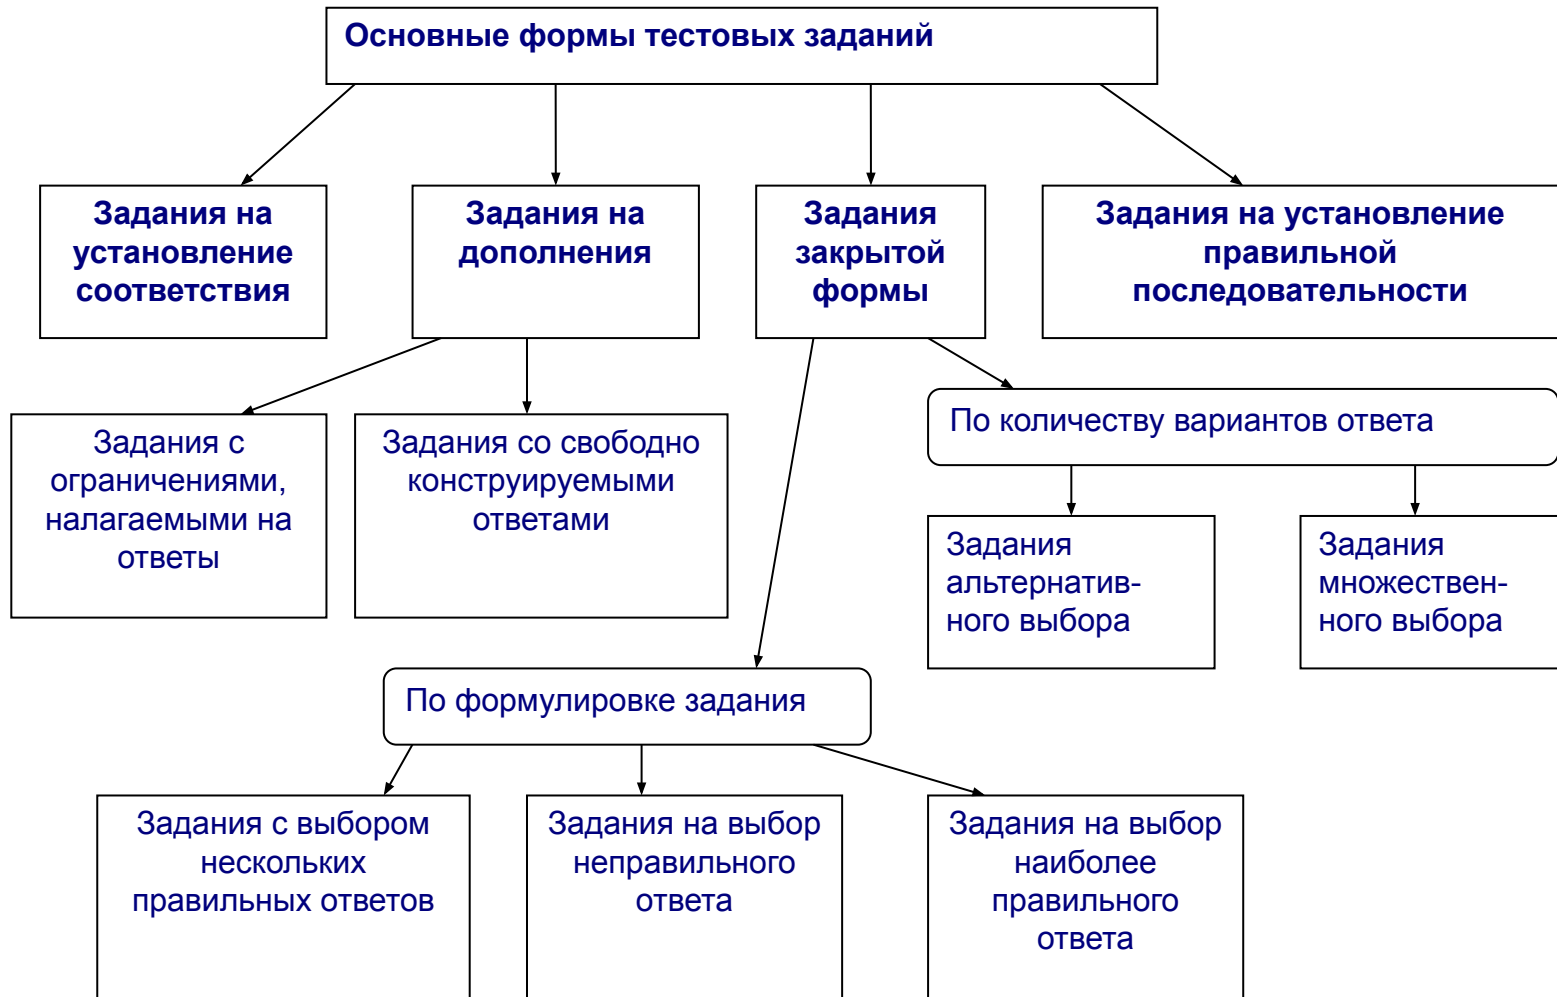 Основные формы тестовых заданий
Задания на
установление
соответствия
Задания на
дополнения
Задания
закрытой
формы
Задания на установление
правильной
последовательности
Задания с
ограничениями,
налагаемыми на
ответы
Задания со свободно
конструируемыми
ответами
По количеству вариантов ответа
Задания
альтернатив-
ного выбора
Задания
множествен-
ного выбора
По формулировке задания
Задания с выбором
нескольких
правильных ответов
Задания на выбор
неправильного
ответа
Задания на выбор
наиболее
правильного
ответа